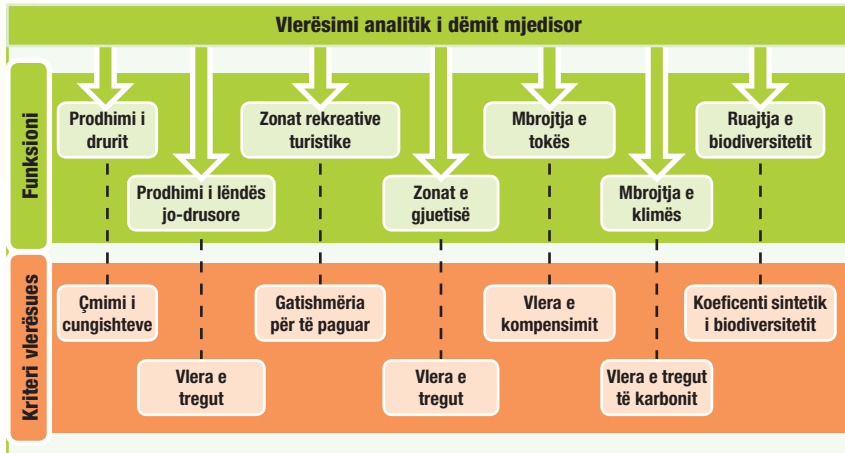 Vlerësimi analitik i dëmit mjedisor
Funksioni
Prodhimi i
drurit
Prodhimi i lëndës
jo-drusore
Zonat rekreative
turistike
Zonat e
gjuetisë
Mbrojtja e
tokës
Mbrojtja e
klimës
Ruajtja e
biodiversitetit
Kriteri vlerësues
Çmimi i
cungishteve
Vlera e
tregut
Gatishmëria
për të paguar
Vlera e
tregut
Vlera e
kompensimit
Vlera e tregut
të karbonit
Koeficenti sintetik
i biodiversitetit